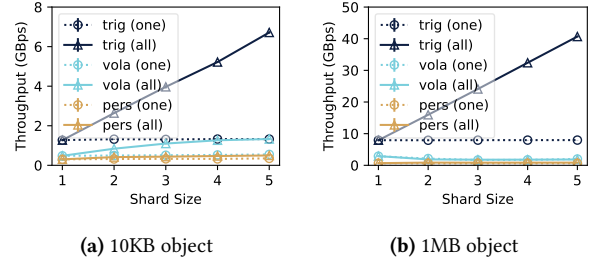 8
6
4
2
0
Throughput (GBps)
trig (one)
trig (all)
vola (one)
vola (all)
pers (one)
pers (all)
1 2 3 4 5
Shard Size
(a) 10KB object
50
40
30
20
10
0
Throughput (GBps)
trig (one)
trig (all)
vola (one)
vola (all)
pers (one)
pers (all)
1 2 3 4 5
Shard Size
(b) 1MB object